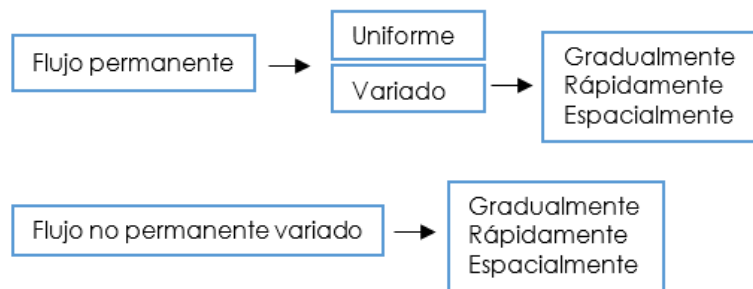 Flujo permanente
Uniforme
Variado
Gradualmente
Rápidamente
Espacialmente
Flujo no permanente variado
Gradualmente
Rápidamente
Espacialmente